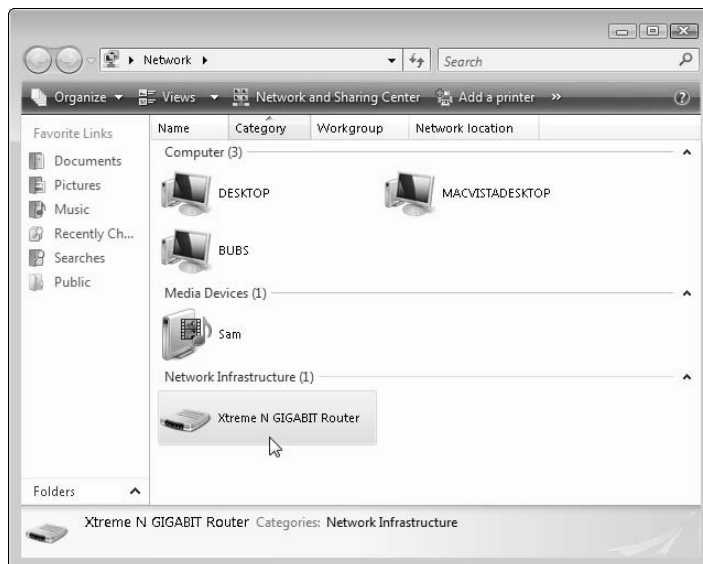 Network
Search
Organize Views Network and Sharing Center Add a printer »
Favorite Links
Documents
Pictures
Music
Recently Ch...
Searches
Public
Folders
Name Category Workgroup Network location
Computer (3)
DESKTOP MACVISTADESKTOP
BUBS
Media Devices (1)
Sam
Network Infrastructure (1)
Xtreme N GIGABIT Router
Xtreme N GIGABIT Router Categories: Network Infrastructure